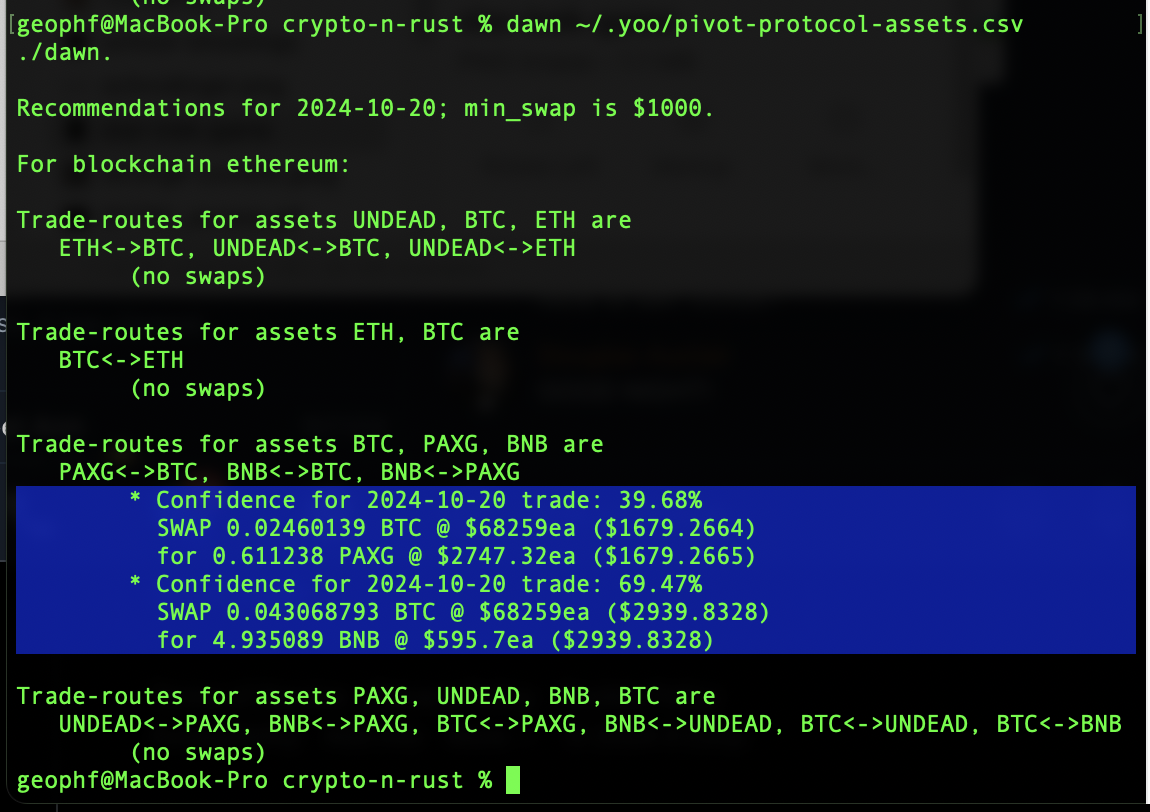 (no swaps)
[geophf@MacBook-Pro crypto-n-rust % dawn ~/.yoo/pivot-protocol-assets.csv ]
./dawn.
Recommendations for 2024-10-20; min_swap is $1000.
For blockchain ethereum:
Trade-routes for assets UNDEAD, BTC, ETH are
ETH<->BTC, UNDEAD<->BTC, UNDEAD<->ETH
(no swaps)
Trade-routes for assets ETH, BTC are
BTC<->ETH
(no swaps)
Trade-routes for assets BTC, PAXG, BNB are
PAXG<->BTC, BNB<->BTC, BNB<->PAXG
* Confidence for 2024-10-20 trade: 39.68%
SWAP 0.02460139 BTC @ $68259ea ($1679.2664)
for 0.611238 PAXG @ $2747.32ea ($1679.2665)
* Confidence for 2024-10-20 trade: 69.47%
SWAP 0.043068793 BTC @ $68259ea ($2939.8328)
for 4.935089 BNB @ $595.7ea ($2939.8328)
Trade-routes for assets PAXG, UNDEAD, BNB, BTC are
UNDEAD<->PAXG, BNB<->PAXG, BTC<->PAXG, BNB<->UNDEAD, BTC<->UNDEAD, BTC<->BNB
(no swaps)
geophf@MacBook-Pro crypto-n-rust %